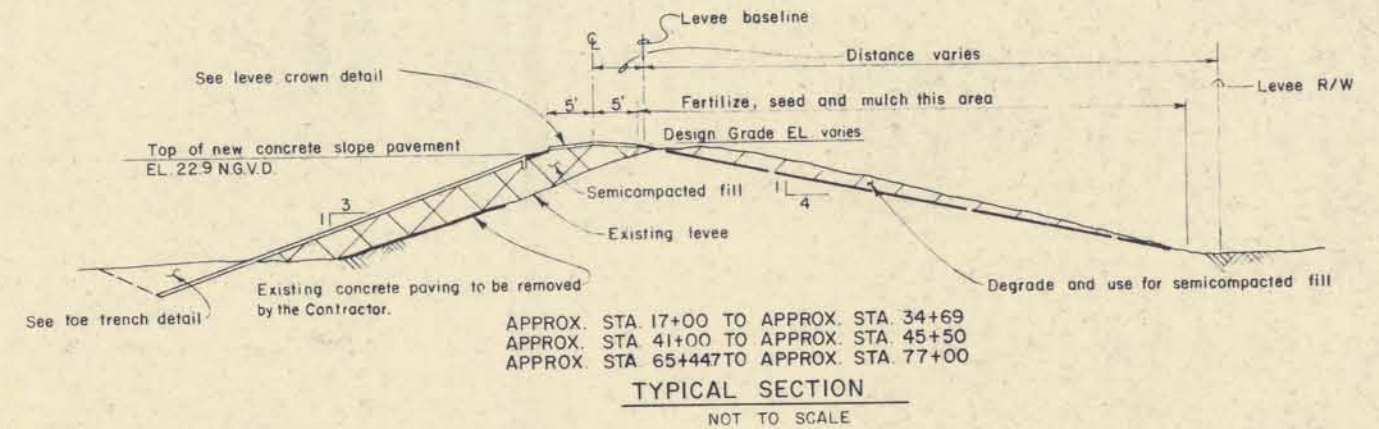 Levee baseline
℄
Distance varies
See levee crown detail
Levee R/W
5'
5'
Fertilize, seed and mulch this area
Design Grade EL. varies
Top of new concrete slope pavement
EL. 22.9 N.G.V.D.
Semicompacted fill
1
3
1
4
Existing levee
Existing concrete paving to be removed
by the Contractor.
Degrade and use for semicompacted fill
See toe trench detail
APPROX. STA. 17+00 TO APPROX. STA. 34+69
APPROX. STA. 41+00 TO APPROX. STA. 45+50
APPROX. STA. 65+44.7 TO APPROX. STA. 77+00
TYPICAL SECTION
NOT TO SCALE